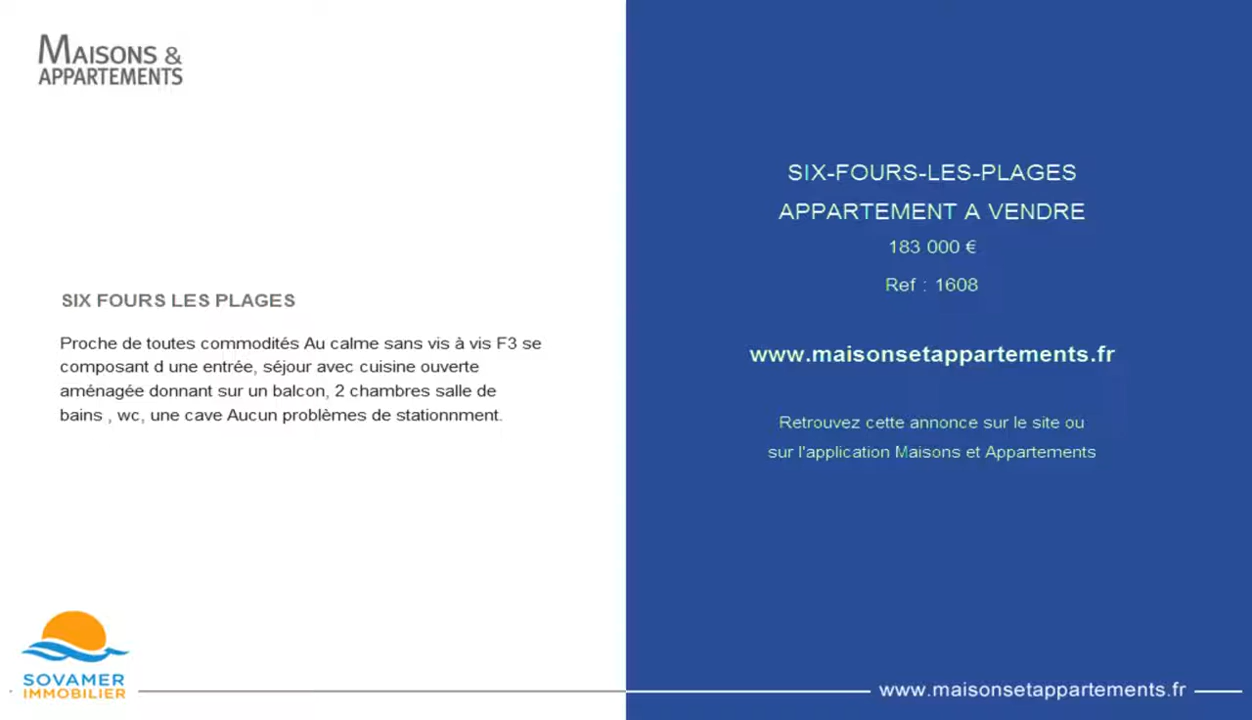 MAISONS &
APPARTEMENTS
SIX FOURS LES PLAGES
Proche de toutes commodités Au calme sans vis à vis F3 se
composant d une entrée, séjour avec cuisine ouverte
aménagée donnant sur un balcon, 2 chambres salle de
bains , wc, une cave Aucun problèmes de stationnment.
SOVAMER
IMMOBILIER
SIX-FOURS-LES-PLAGES
APPARTEMENT A VENDRE
183 000 €
Ref : 1608
www.maisonsetappartements.fr
Retrouvez cette annonce sur le site ou
sur l'application Maisons et Appartements
www.maisonsetappartements.fr